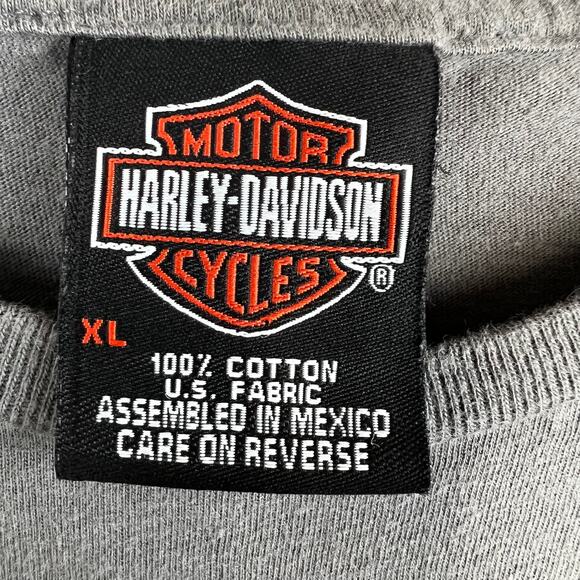 MOTOR
HARLEY-DAVIDSON
CYCLES ®
XL
100% COTTON
U.S. FABRIC
ASSEMBLED IN MEXICO
CARE ON REVERSE